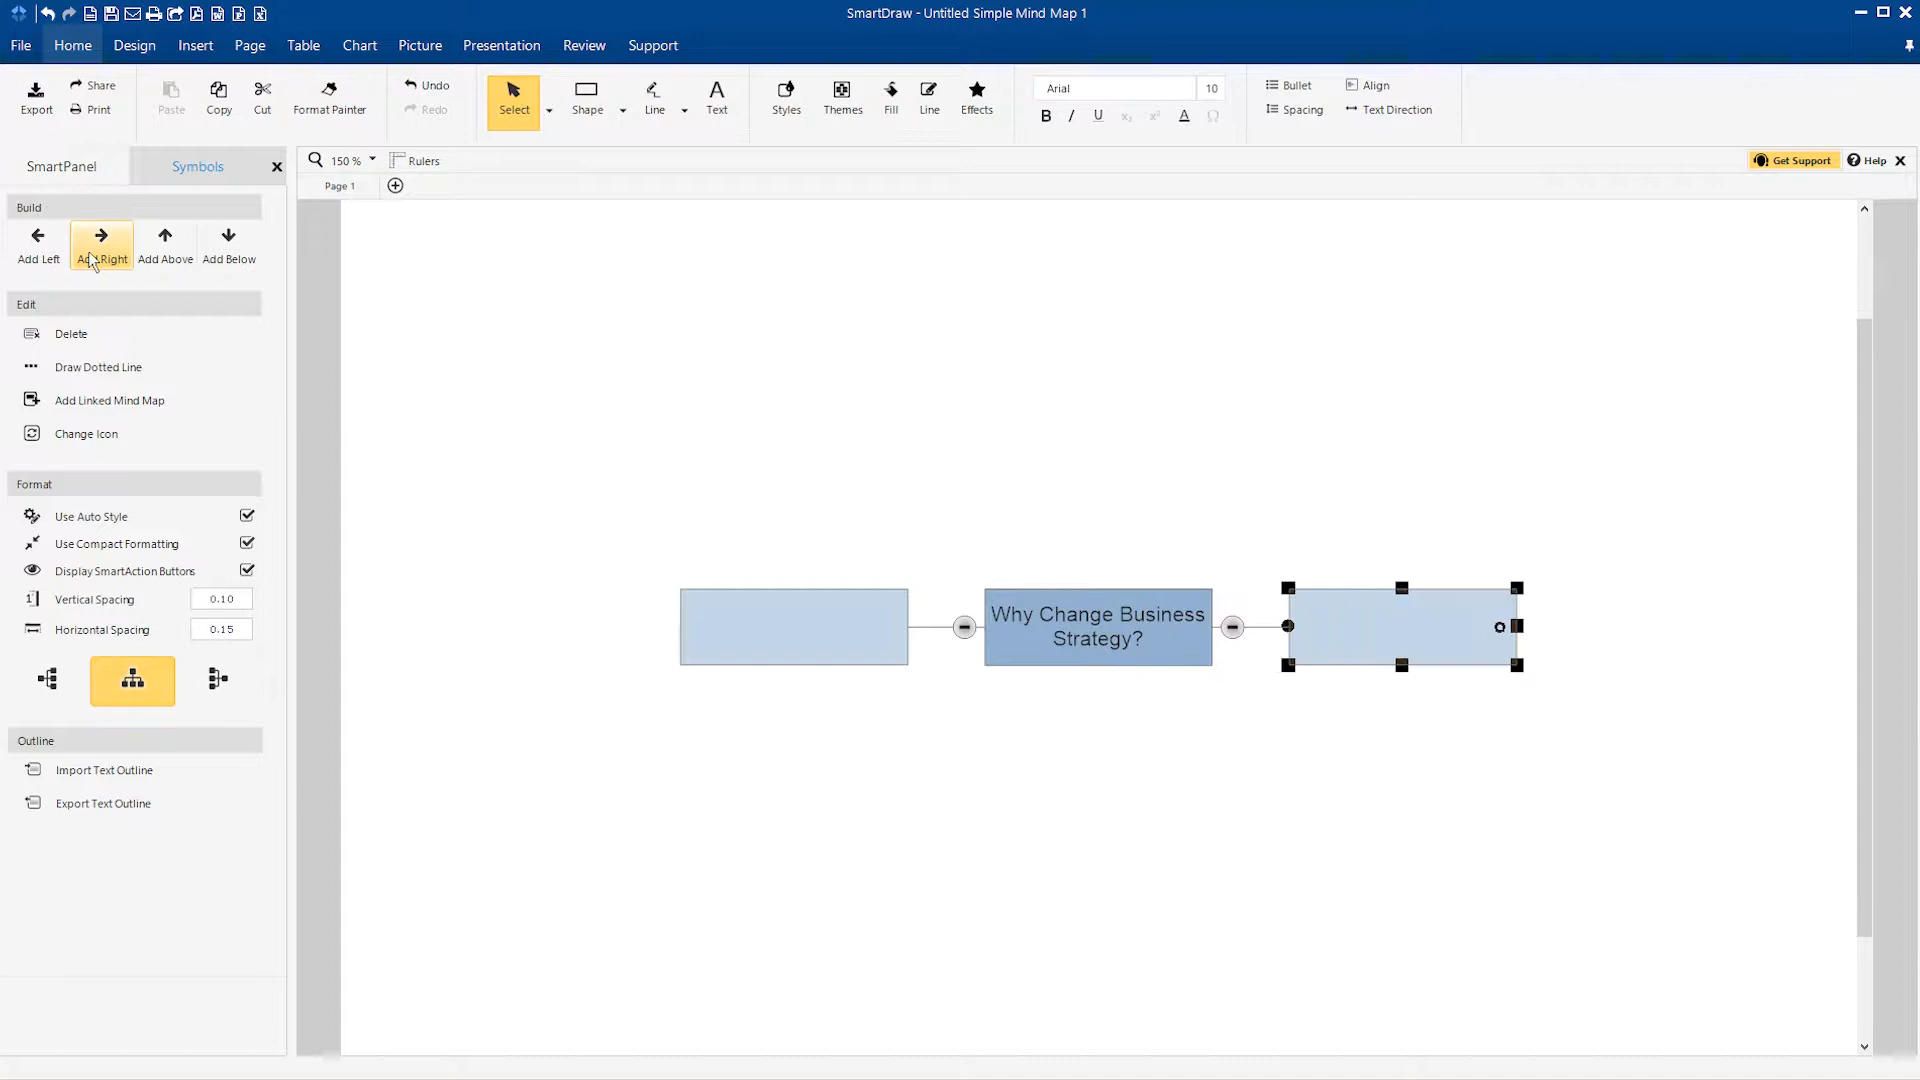 SmartDraw - Untitled Simple Mind Map 1
File Home Design Insert Page Table Chart Picture Presentation Review Support
Export
Share
Print
Paste
Copy
Cut
Format Painter
Undo
Redo
Select
Shape
Line
Text
Styles
Themes
Fill
Line
Effects
Arial
10
B I U x₂ x² A Ω
Bullet
Align
Spacing
Text Direction
SmartPanel
Symbols
150 %
Rulers
Get Support
Help
Page 1
Build
Add Left
Add Right
Add Above
Add Below
Edit
Delete
Draw Dotted Line
Add Linked Mind Map
Change Icon
Format
Use Auto Style
Use Compact Formatting
Display SmartAction Buttons
Vertical Spacing 0.10
Horizontal Spacing 0.15
Outline
Import Text Outline
Export Text Outline
Why Change Business
Strategy?